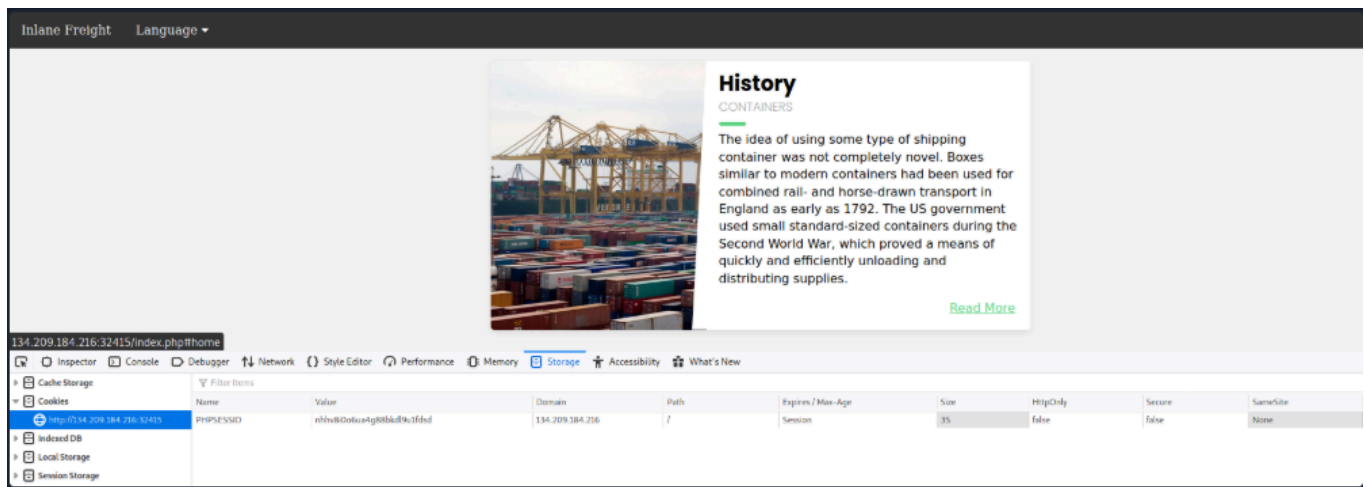 Inlane Freight Language
History
CONTAINERS
The idea of using some type of shipping
container was not completely novel. Boxes
similar to modern containers had been used for
combined rail- and horse-drawn transport in
England as early as 1792. The US government
used small standard-sized containers during the
Second World War, which proved a means of
quickly and efficiently unloading and
distributing supplies.
Read More
134.209.184.216:32415/index.php#home
Inspector Console Debugger Network {} Style Editor Performance Memory Storage Accessibility What's New
Cache Storage Filter Items
Cookies Name Value Domain Path Expires / Max-Age Size HttpOnly Secure SameSite
http://134.209.184.216:32415 PHPSESSID 134.209.184.216 / Session 35 false false None
Indexed DB
Local Storage
Session Storage